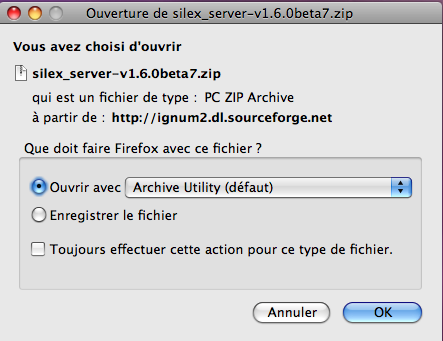 Ouverture de silex_server-v1.6.0beta7.zip
Vous avez choisi d'ouvrir
silex_server-v1.6.0beta7.zip
qui est un fichier de type : PC ZIP Archive
à partir de : http://ignum2.dl.sourceforge.net
Que doit faire Firefox avec ce fichier ?
Ouvrir avec Archive Utility (défaut)
Enregistrer le fichier
Toujours effectuer cette action pour ce type de fichier.
Annuler OK